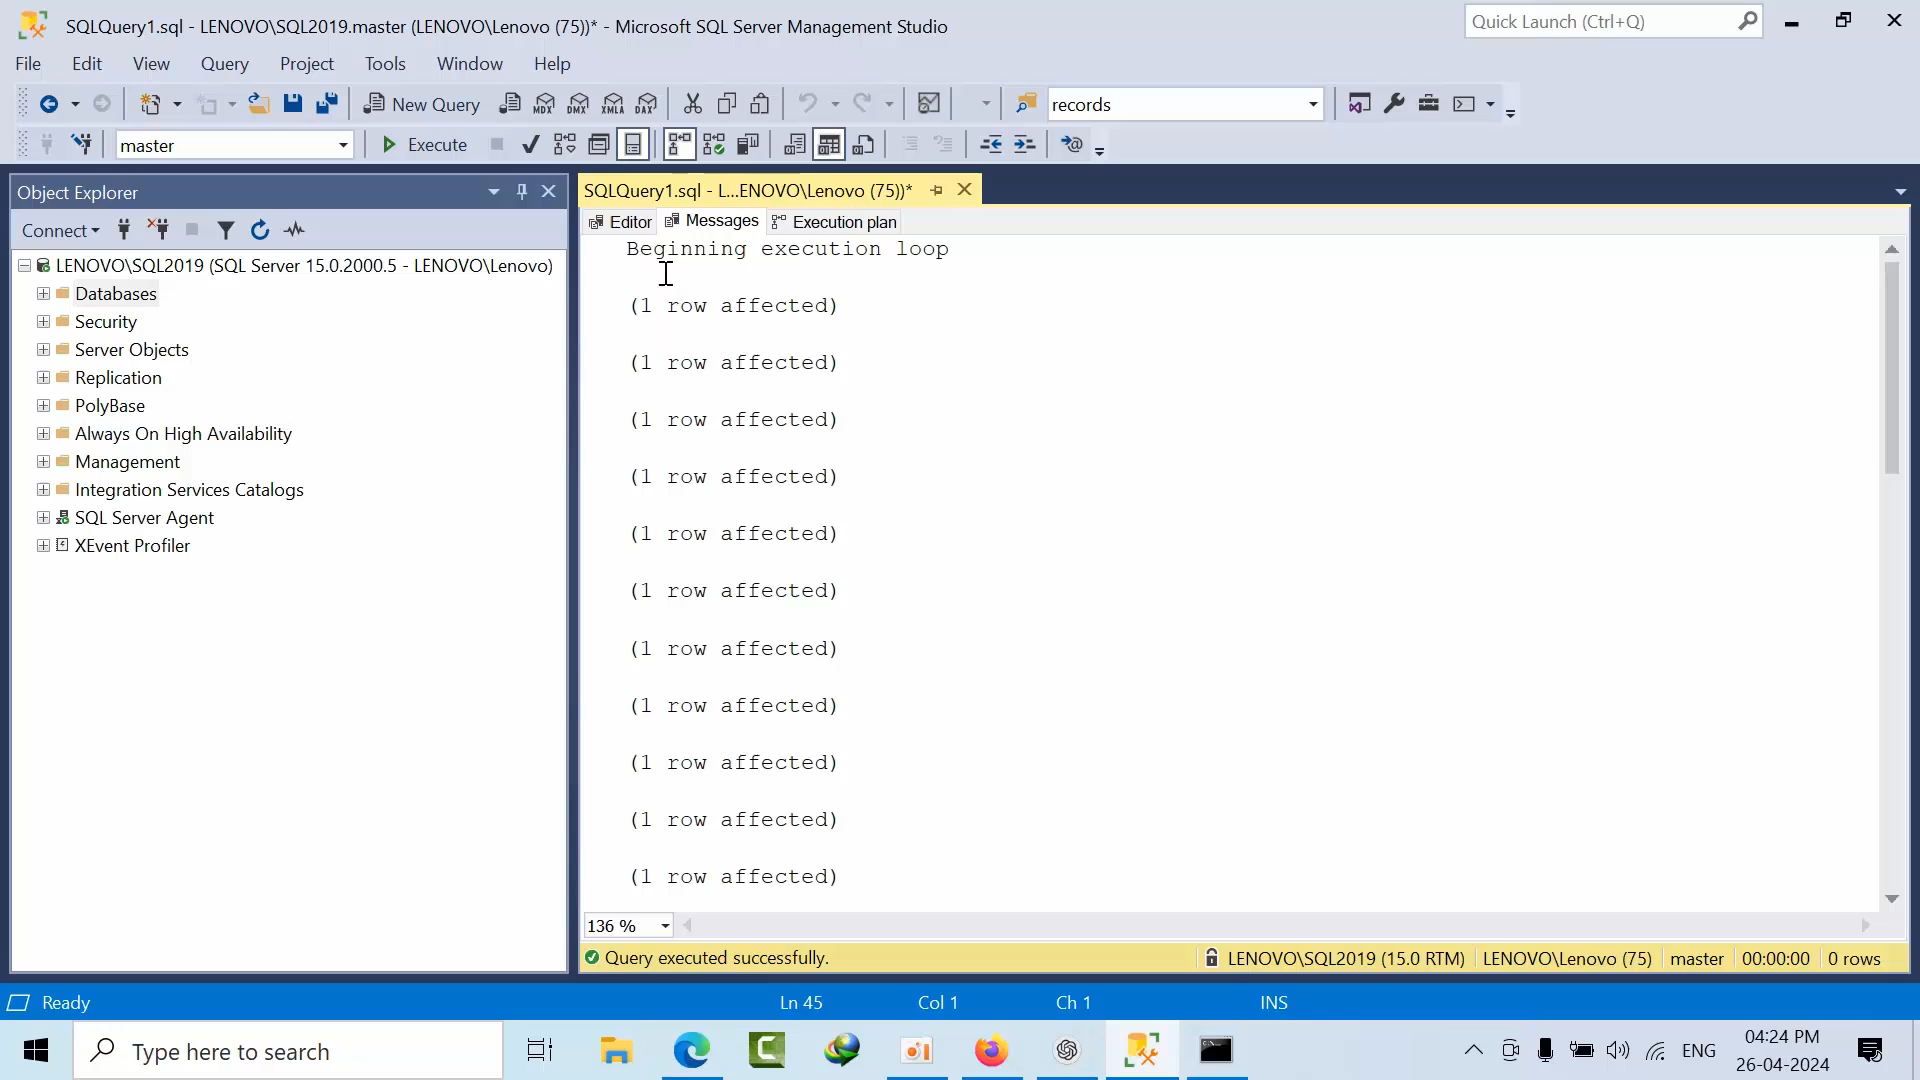 SQLQuery1.sql - LENOVO\SQL2019.master (LENOVO\Lenovo (75))* - Microsoft SQL Server Management Studio
Quick Launch (Ctrl+Q)
File Edit View Query Project Tools Window Help
New Query
MDX DMX XMLA DAX
records
master
Execute
Object Explorer
Connect
LENOVO\SQL2019 (SQL Server 15.0.2000.5 - LENOVO\Lenovo)
Databases
Security
Server Objects
Replication
PolyBase
Always On High Availability
Management
Integration Services Catalogs
SQL Server Agent
XEvent Profiler
SQLQuery1.sql - L...ENOVO\Lenovo (75))*
Editor Messages Execution plan
Beginning execution loop
(1 row affected)
(1 row affected)
(1 row affected)
(1 row affected)
(1 row affected)
(1 row affected)
(1 row affected)
(1 row affected)
(1 row affected)
(1 row affected)
(1 row affected)
136 %
Query executed successfully.
LENOVO\SQL2019 (15.0 RTM) LENOVO\Lenovo (75) master 00:00:00 0 rows
Ready
Ln 45 Col 1 Ch 1 INS
Type here to search
ENG
04:24 PM
26-04-2024